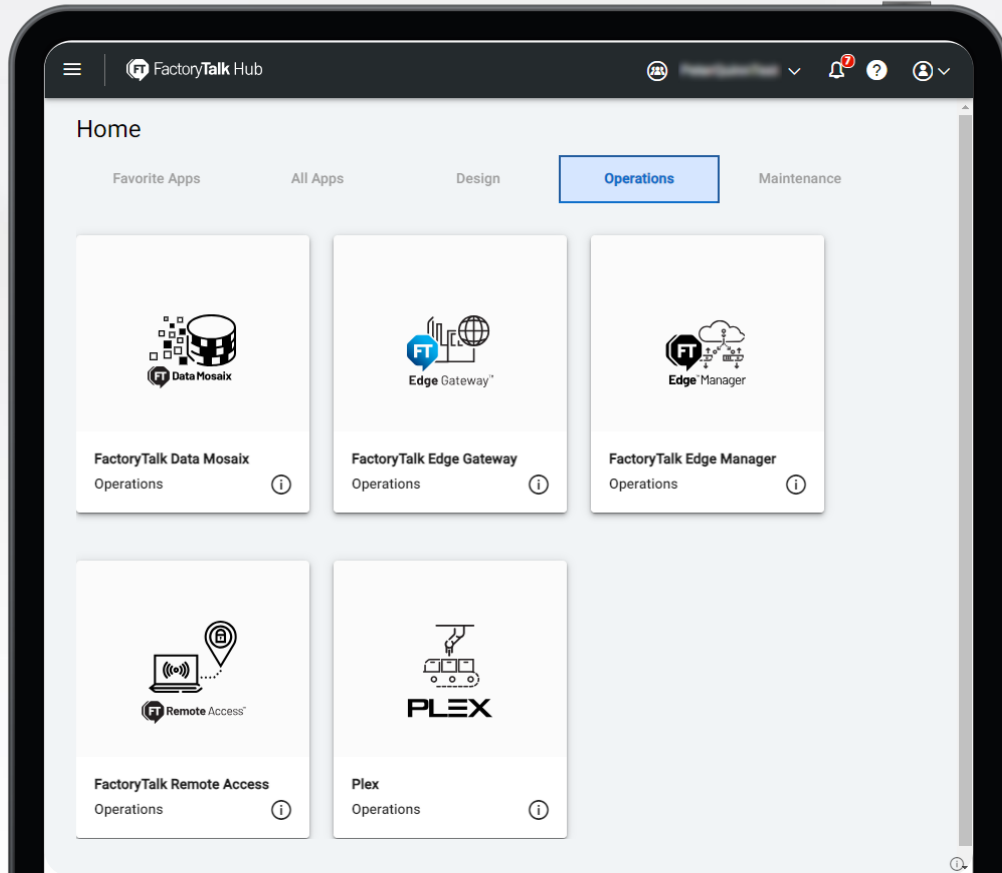 FT FactoryTalk Hub
7
?
Home
Favorite Apps
All Apps
Design
Operations
Maintenance
FT Data Mosaix
FT
Edge Gateway™
FT
Edge™Manager
FactoryTalk Data Mosaix
Operations
FactoryTalk Edge Gateway
Operations
FactoryTalk Edge Manager
Operations
FT Remote Access™
PLEX
FactoryTalk Remote Access
Operations
Plex
Operations